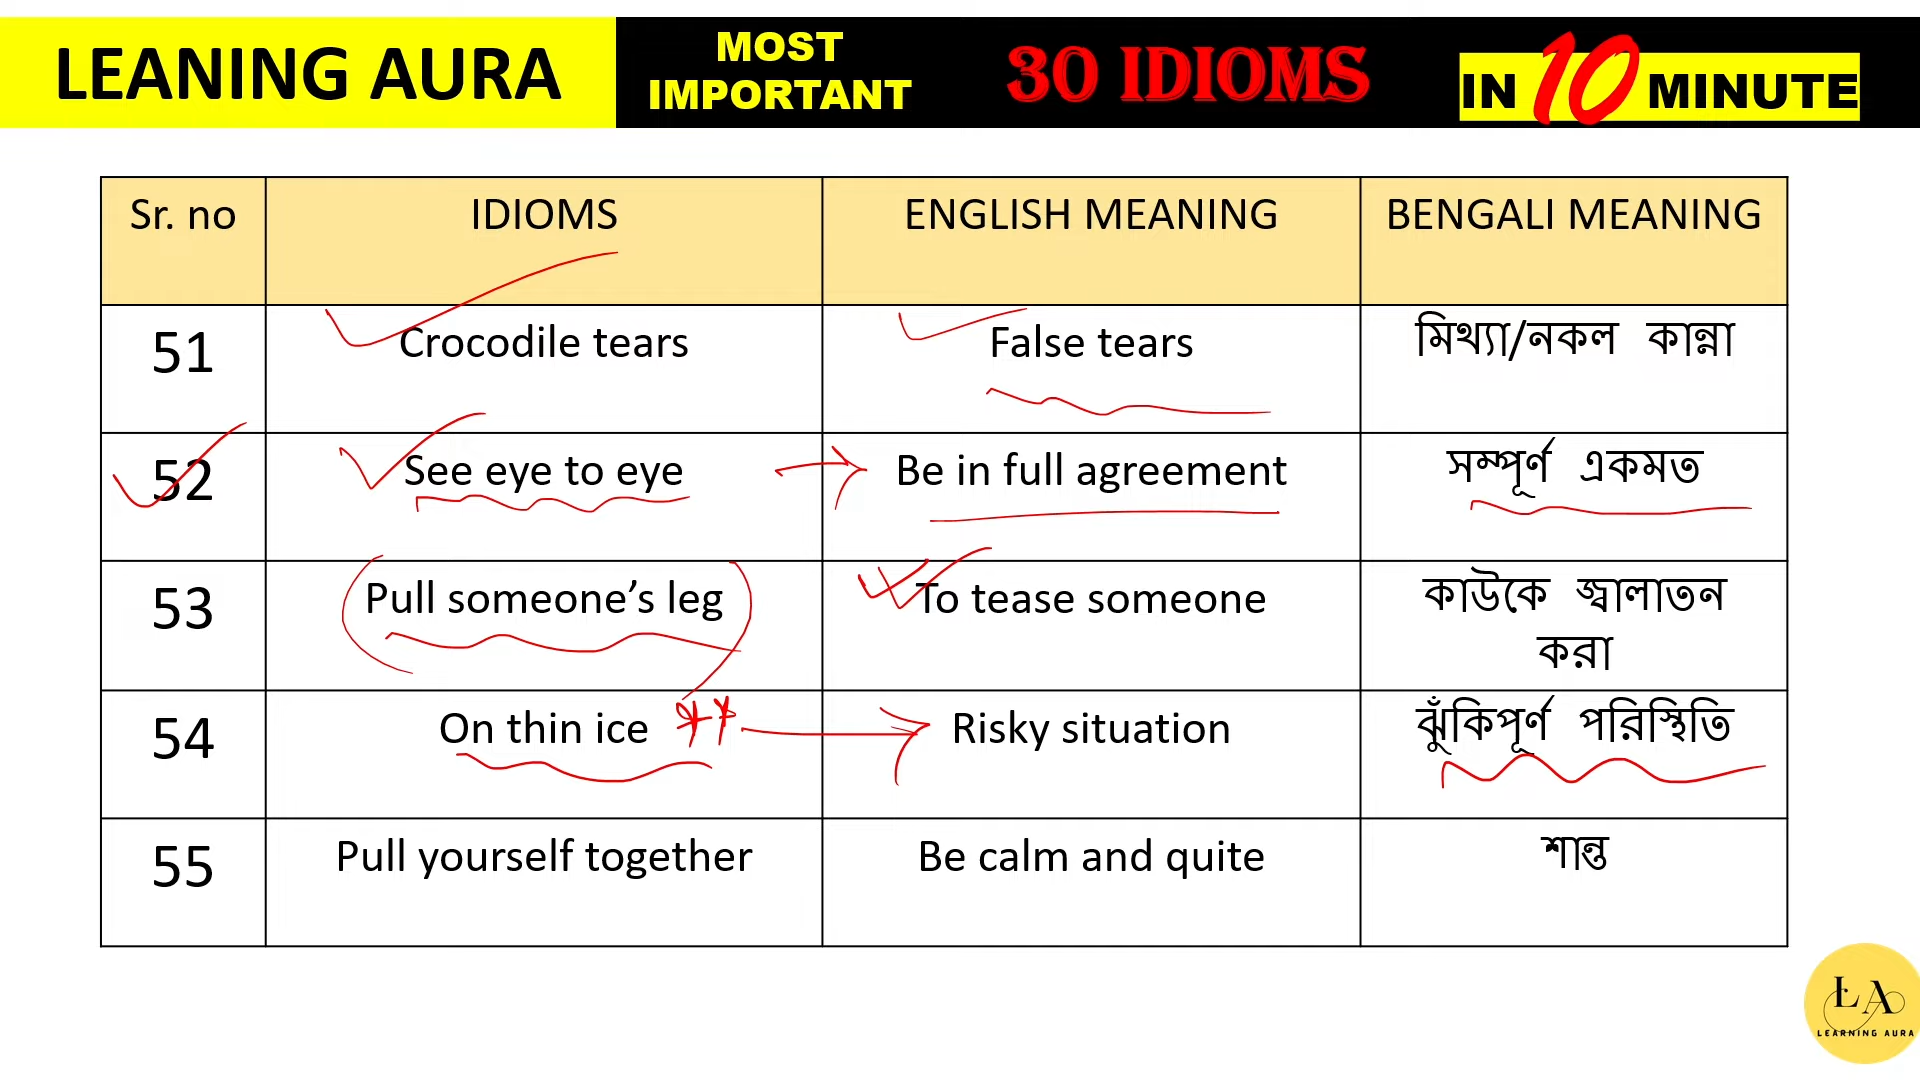 LEANING AURA
MOST
IMPORTANT
30 IDIOMS
IN 10 MINUTE
Sr. no IDIOMS ENGLISH MEANING BENGALI MEANING
51 Crocodile tears False tears মিথ্যা/নকল কান্না
52 See eye to eye Be in full agreement সম্পূর্ণ একমত
53 Pull someone’s leg To tease someone কাউকে জ্বালাতন
করা
54 On thin ice Risky situation ঝুঁকিপূর্ণ পরিস্থিতি
55 Pull yourself together Be calm and quite শান্ত
LA
LEARNING AURA